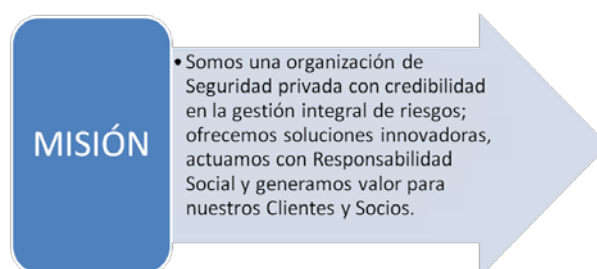 MISIÓN
• Somos una organización de
Seguridad privada con credibilidad
en la gestión integral de riesgos;
ofrecemos soluciones innovadoras,
actuamos con Responsabilidad
Social y generamos valor para
nuestros Clientes y Socios.